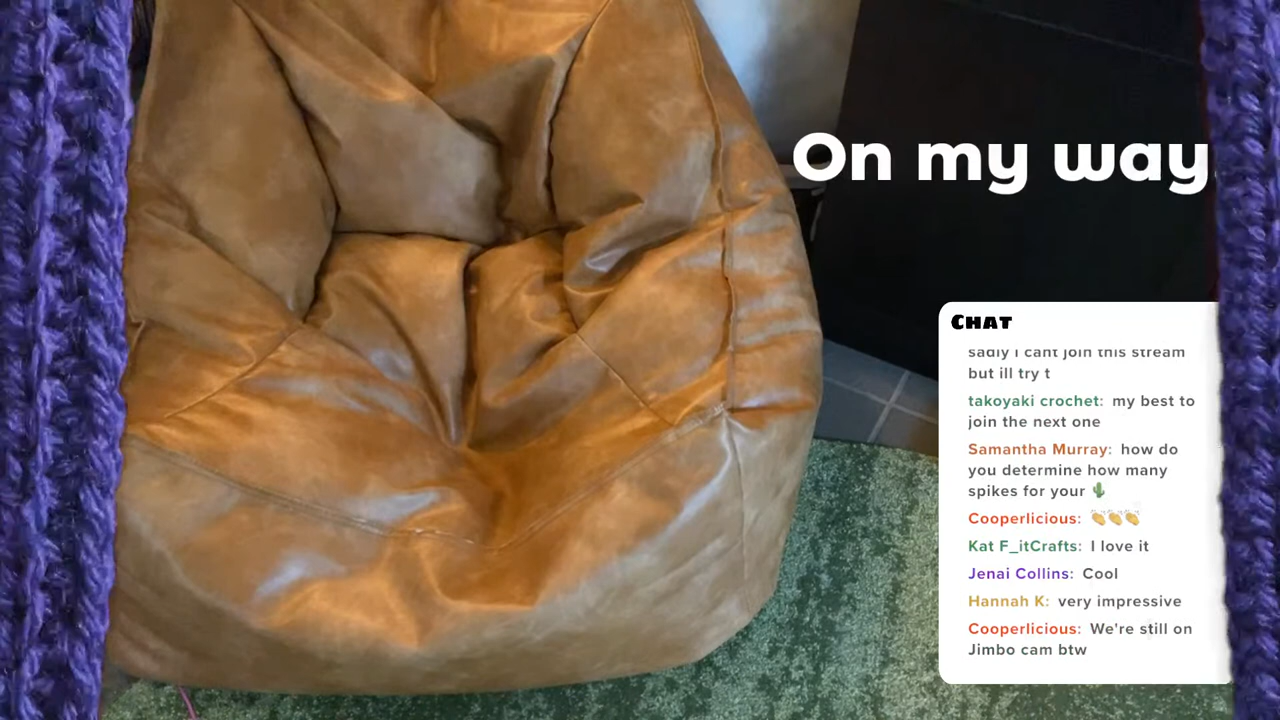 On my way
CHAT
sadly i cant join this stream
but ill try t
takoyaki crochet: my best to
join the next one
Samantha Murray: how do
you determine how many
spikes for your 🌵
Cooperlicious: 👏👏👏
Kat F_itCrafts: I love it
Jenai Collins: Cool
Hannah K: very impressive
Cooperlicious: We're still on
Jimbo cam btw